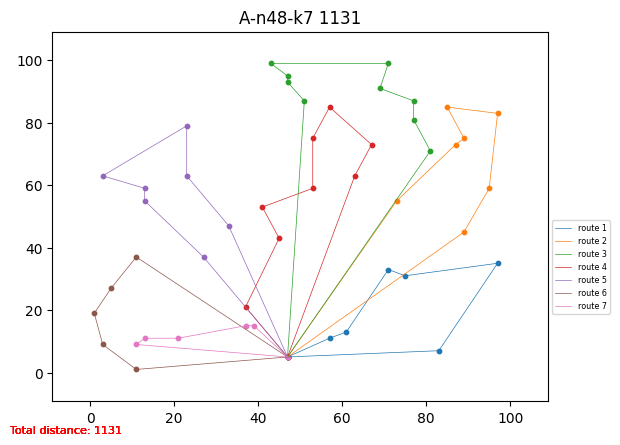 A-n48-k7 1131
100
80
60
40
20
0
0 20 40 60 80 100
route 1
route 2
route 3
route 4
route 5
route 6
route 7
Total distance: 1131